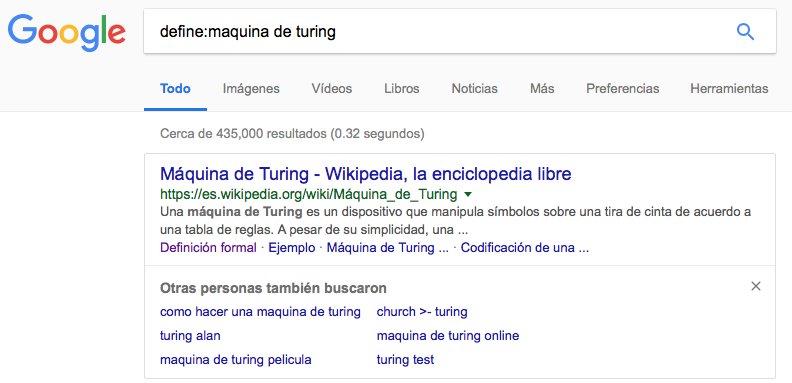 Google
define:maquina de turing
Todo Imágenes Vídeos Libros Noticias Más Preferencias Herramientas
Cerca de 435,000 resultados (0.32 segundos)
Máquina de Turing - Wikipedia, la enciclopedia libre
https://es.wikipedia.org/wiki/Máquina_de_Turing
Una máquina de Turing es un dispositivo que manipula símbolos sobre una tira de cinta de acuerdo a
una tabla de reglas. A pesar de su simplicidad, una ...
Definición formal · Ejemplo · Máquina de Turing ... · Codificación de una ...
Otras personas también buscaron
como hacer una maquina de turing church >- turing
turing alan maquina de turing online
maquina de turing pelicula turing test